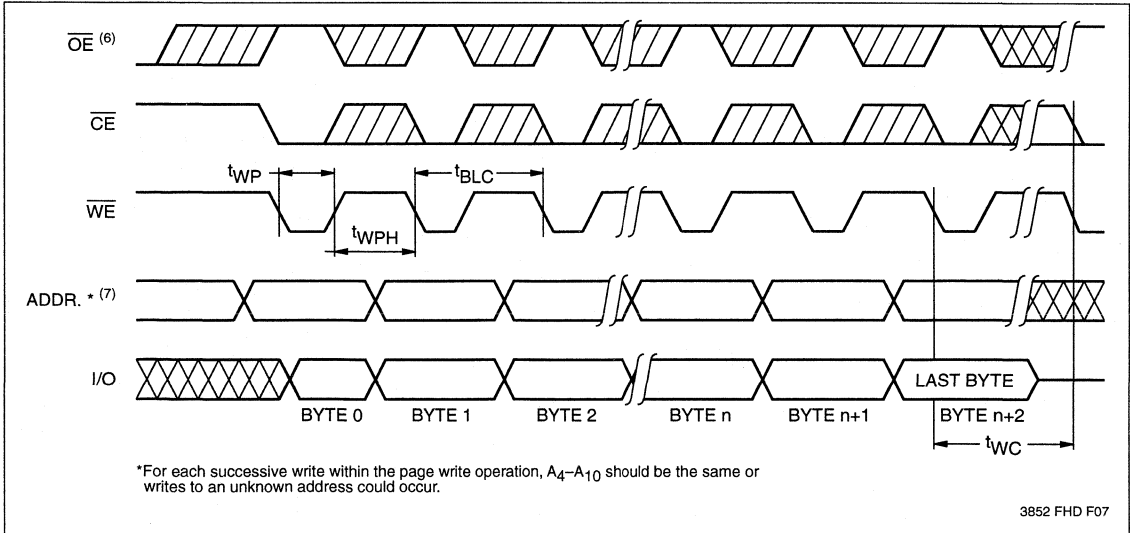 OE (6)
CE
tWP
tBLC
WE
tWPH
ADDR. * (7)
I/O
LAST BYTE
BYTE 0 BYTE 1 BYTE 2 BYTE n BYTE n+1 BYTE n+2
tWC
*For each successive write within the page write operation, A4–A10 should be the same or
writes to an unknown address could occur.
3852 FHD F07